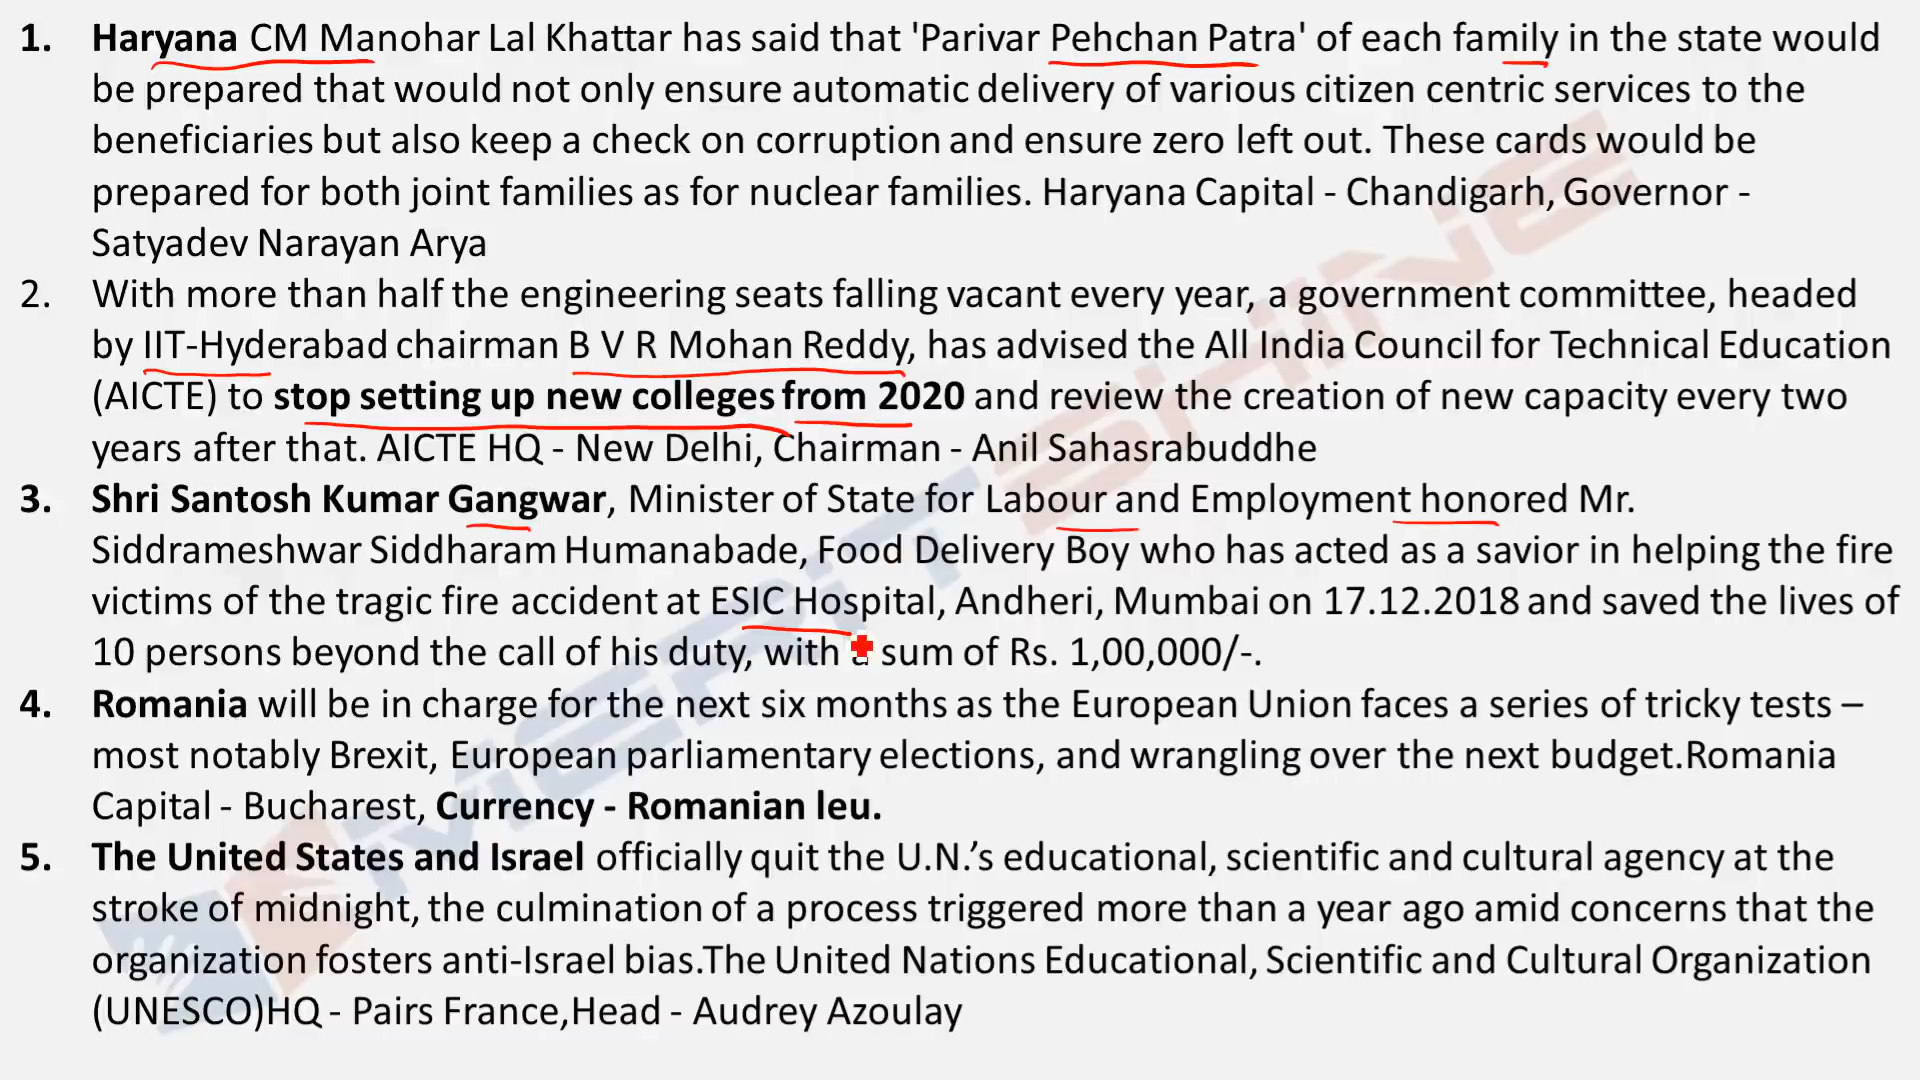 1. Haryana CM Manohar Lal Khattar has said that 'Parivar Pehchan Patra' of each family in the state would
be prepared that would not only ensure automatic delivery of various citizen centric services to the
beneficiaries but also keep a check on corruption and ensure zero left out. These cards would be
prepared for both joint families as for nuclear families. Haryana Capital - Chandigarh, Governor -
Satyadev Narayan Arya
2. With more than half the engineering seats falling vacant every year, a government committee, headed
by IIT-Hyderabad chairman B V R Mohan Reddy, has advised the All India Council for Technical Education
(AICTE) to stop setting up new colleges from 2020 and review the creation of new capacity every two
years after that. AICTE HQ - New Delhi, Chairman - Anil Sahasrabuddhe
3. Shri Santosh Kumar Gangwar, Minister of State for Labour and Employment honored Mr.
Siddrameshwar Siddharam Humanabade, Food Delivery Boy who has acted as a savior in helping the fire
victims of the tragic fire accident at ESIC Hospital, Andheri, Mumbai on 17.12.2018 and saved the lives of
10 persons beyond the call of his duty, with a sum of Rs. 1,00,000/-.
4. Romania will be in charge for the next six months as the European Union faces a series of tricky tests –
most notably Brexit, European parliamentary elections, and wrangling over the next budget.Romania
Capital - Bucharest, Currency - Romanian leu.
5. The United States and Israel officially quit the U.N.’s educational, scientific and cultural agency at the
stroke of midnight, the culmination of a process triggered more than a year ago amid concerns that the
organization fosters anti-Israel bias.The United Nations Educational, Scientific and Cultural Organization
(UNESCO)HQ - Pairs France,Head - Audrey Azoulay
MERIT SHINE